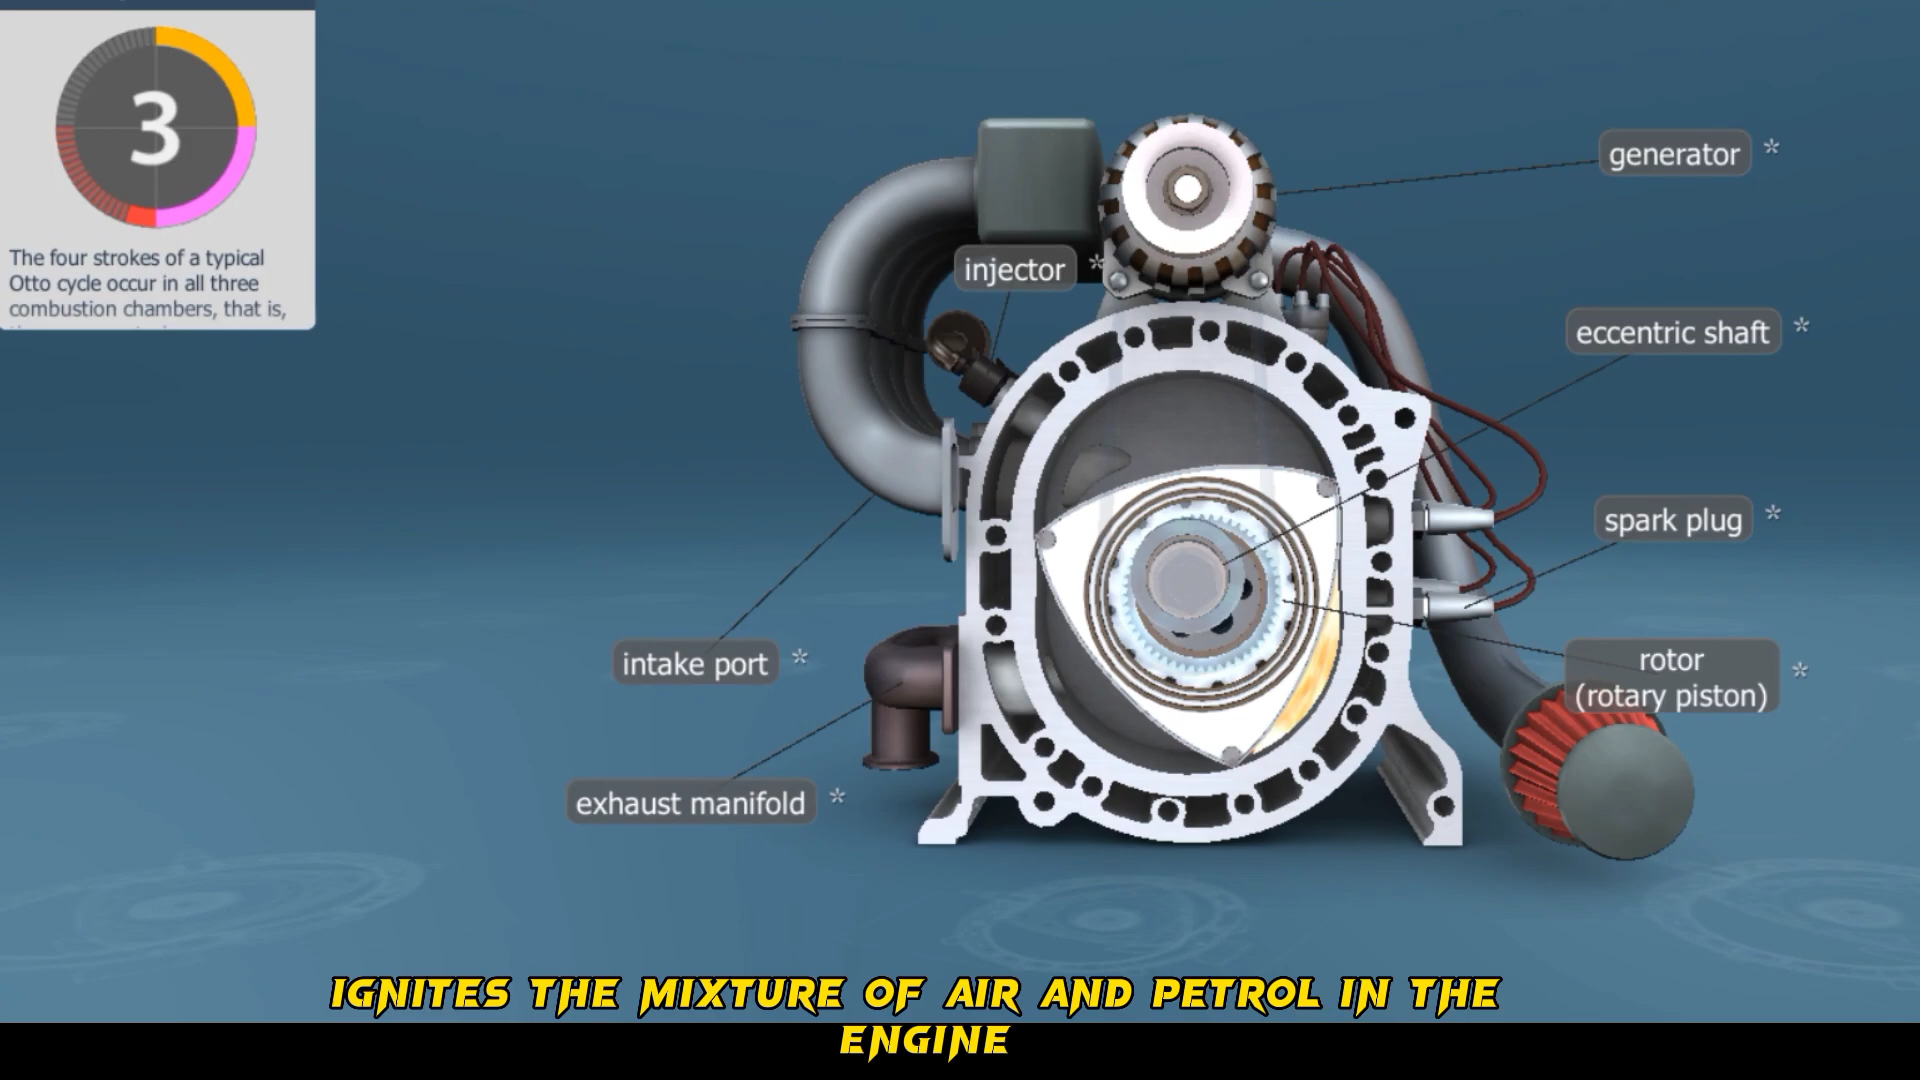 3
The four strokes of a typical
Otto cycle occur in all three
combustion chambers, that is,
generator *
injector *
eccentric shaft *
spark plug *
intake port *
rotor
(rotary piston) *
exhaust manifold *
IGNITES THE MIXTURE OF AIR AND PETROL IN THE
ENGINE